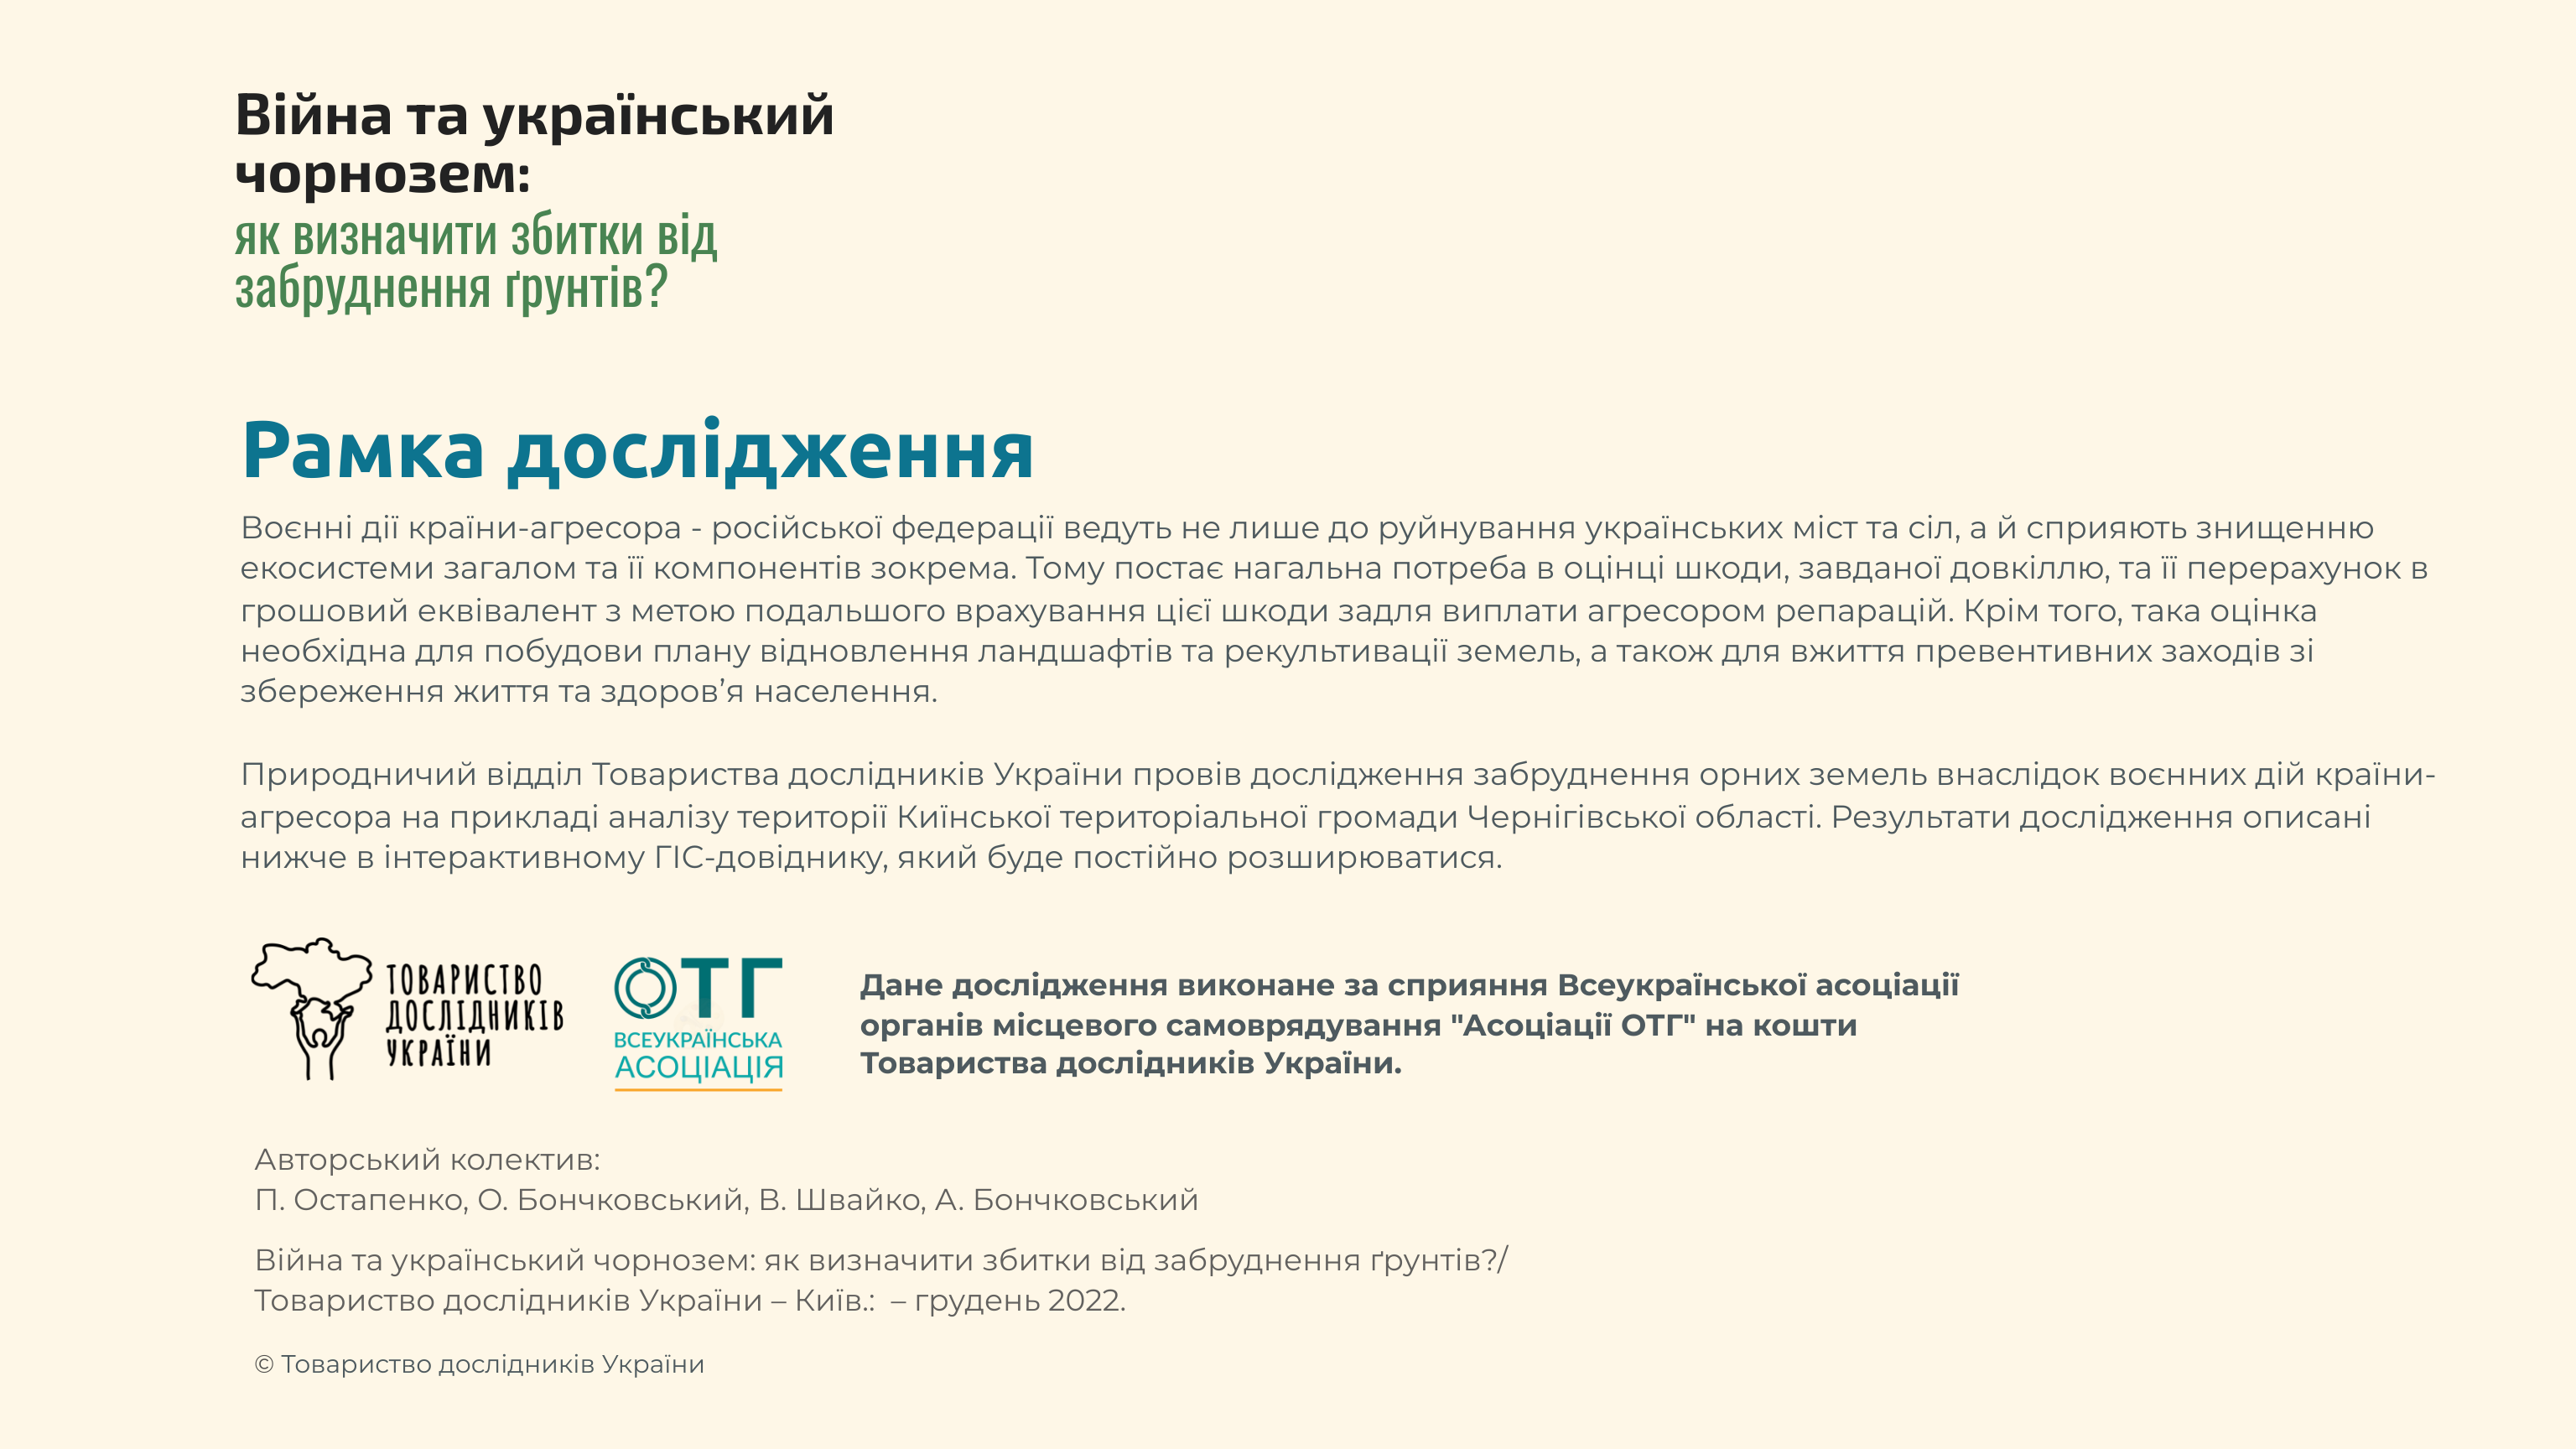 Війна та український
чорнозем:
як визначити збитки від
забруднення ґрунтів?
Рамка дослідження
Воєнні дії країни-агресора - російської федерації ведуть не лише до руйнування українських міст та сіл, а й сприяють знищенню
екосистеми загалом та її компонентів зокрема. Тому постає нагальна потреба в оцінці шкоди, завданої довкіллю, та її перерахунок в
грошовий еквівалент з метою подальшого врахування цієї шкоди задля виплати агресором репарацій. Крім того, така оцінка
необхідна для побудови плану відновлення ландшафтів та рекультивації земель, а також для вжиття превентивних заходів зі
збереження життя та здоров’я населення.
Природничий відділ Товариства дослідників України провів дослідження забруднення орних земель внаслідок воєнних дій країни-
агресора на прикладі аналізу території Киїнської територіальної громади Чернігівської області. Результати дослідження описані
нижче в інтерактивному ГІС-довіднику, який буде постійно розширюватися.
ТОВАРИСТВО
ДОСЛІДНИКІВ
УКРАЇНИ
ОТГ
ВСЕУКРАЇНСЬКА
АСОЦІАЦІЯ
Дане дослідження виконане за сприяння Всеукраїнської асоціації
органів місцевого самоврядування "Асоціації ОТГ" на кошти
Товариства дослідників України.
Авторський колектив:
П. Остапенко, О. Бончковський, В. Швайко, А. Бончковський
Війна та український чорнозем: як визначити збитки від забруднення ґрунтів?/
Товариство дослідників України – Київ.:  – грудень 2022.
© Товариство дослідників України